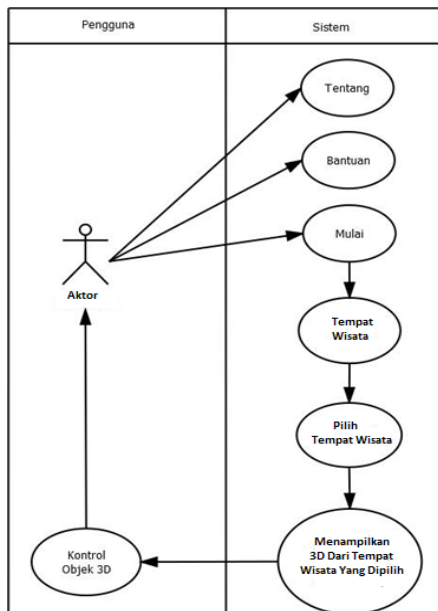 Pengguna
Sistem
Tentang
Bantuan
Mulai
Aktor
Tempat
Wisata
Pilih
Tempat Wisata
Menampilkan
3D Dari Tempat
Wisata Yang Dipilih
Kontrol
Objek 3D